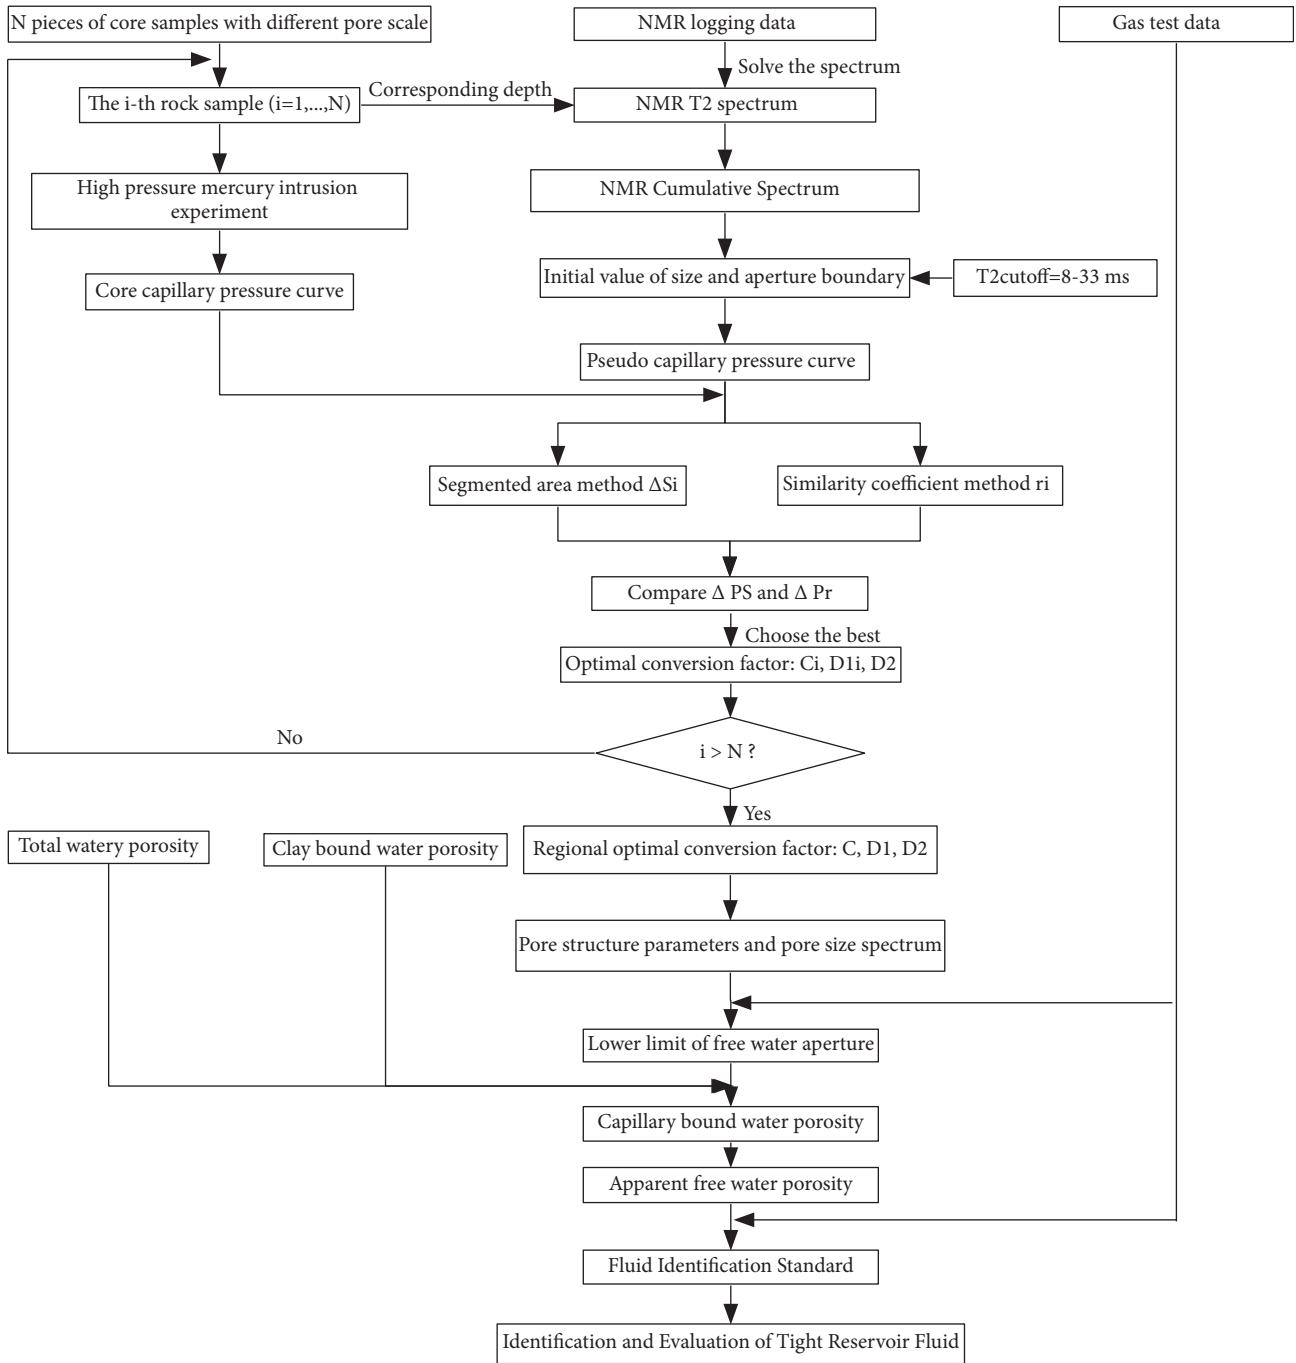 N pieces of core samples with different pore scale
NMR logging data
Gas test data
Solve the spectrum
The i-th rock sample (i=1,...,N)
Corresponding depth
NMR T2 spectrum
High pressure mercury intrusion
experiment
NMR Cumulative Spectrum
Core capillary pressure curve
Initial value of size and aperture boundary
T2cutoff=8-33 ms
Pseudo capillary pressure curve
Segmented area method ΔSi
Similarity coefficient method ri
Compare Δ PS and Δ Pr
Choose the best
Optimal conversion factor: Ci, D1i, D2
No
i > N ?
Yes
Total watery porosity
Clay bound water porosity
Regional optimal conversion factor: C, D1, D2
Pore structure parameters and pore size spectrum
Lower limit of free water aperture
Capillary bound water porosity
Apparent free water porosity
Fluid Identification Standard
Identification and Evaluation of Tight Reservoir Fluid